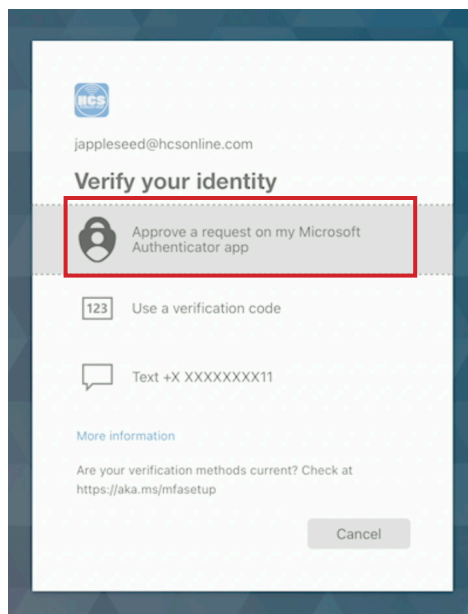 HCS
jappleseed@hcsonline.com
Verify your identity
Approve a request on my Microsoft
Authenticator app
123
Use a verification code
Text +X XXXXXXXX11
More information
Are your verification methods current? Check at
https://aka.ms/mfasetup
Cancel